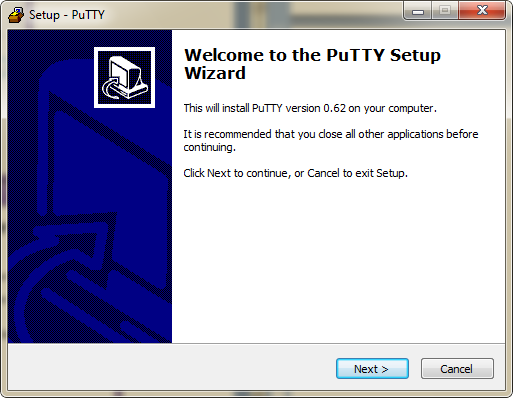 Setup - PuTTY
Welcome to the PuTTY Setup
Wizard
This will install PuTTY version 0.62 on your computer.
It is recommended that you close all other applications before
continuing.
Click Next to continue, or Cancel to exit Setup.
Next >
Cancel